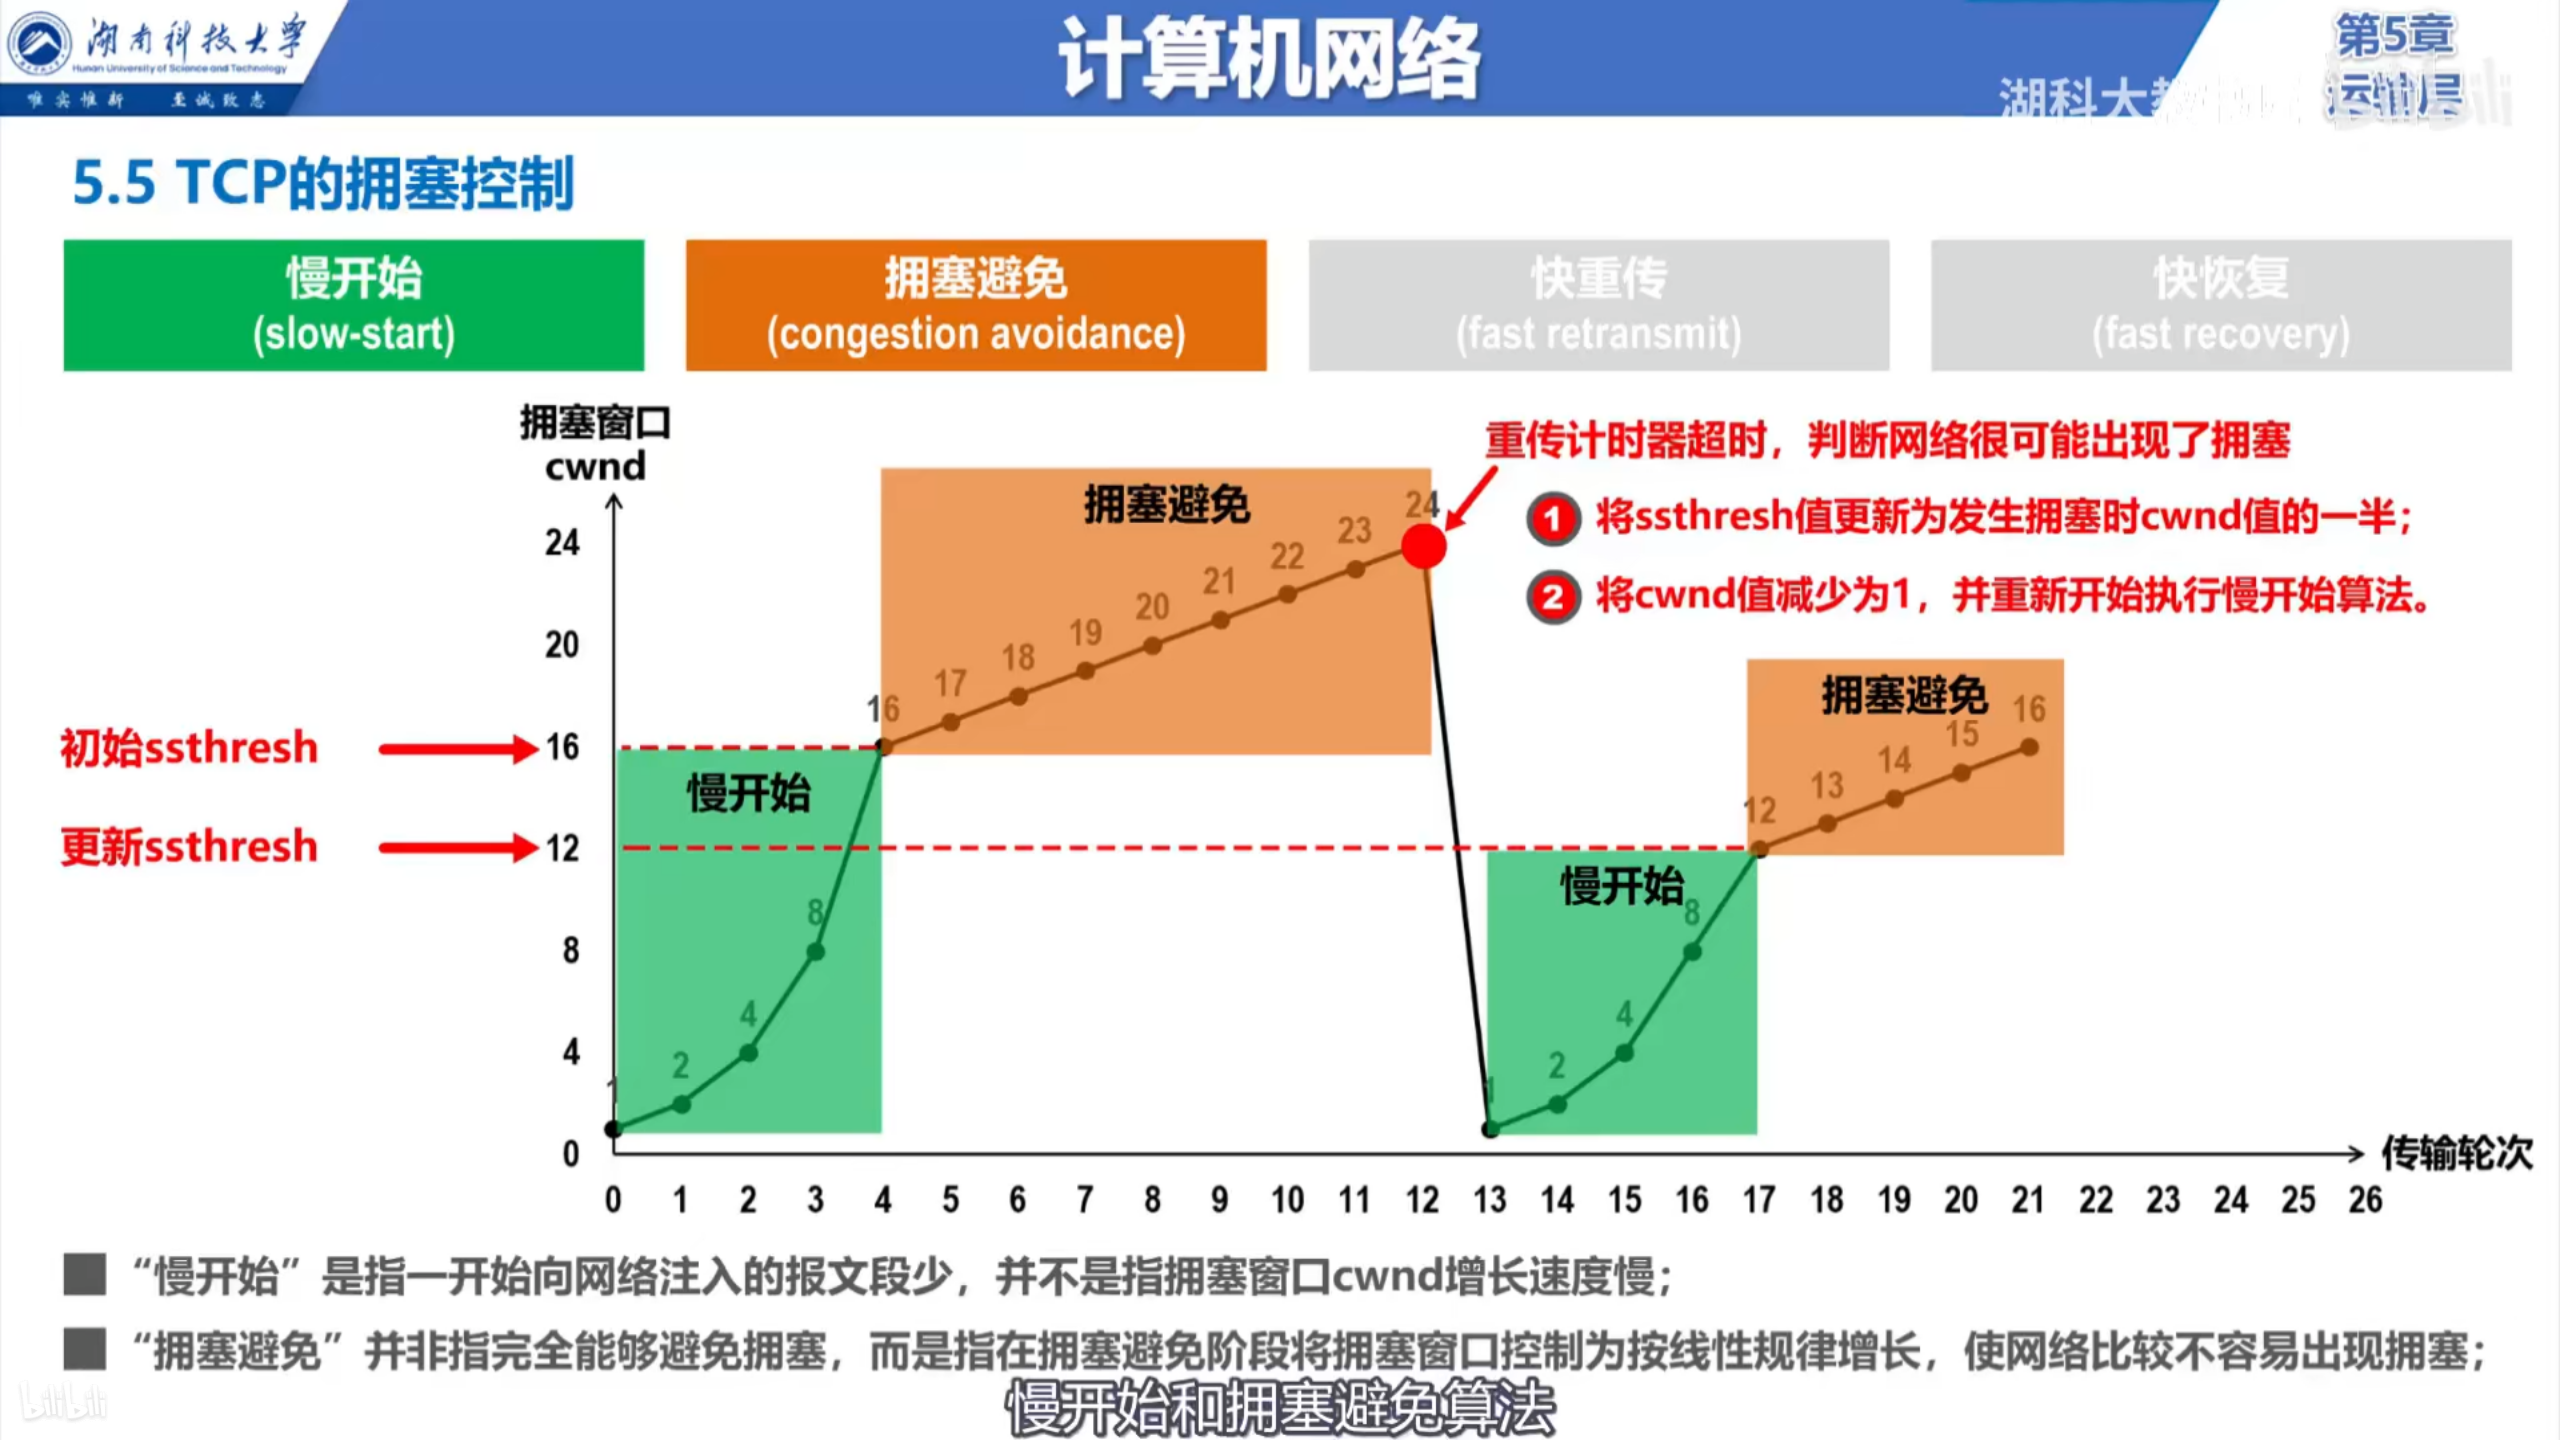 湖南科技大学
Hunan University of Science and Technology
唯实惟新 至诚致志
计算机网络
第5章
运输层
湖科大教书匠
bilibili
5.5 TCP的拥塞控制
慢开始
(slow-start)
拥塞避免
(congestion avoidance)
快重传
(fast retransmit)
快恢复
(fast recovery)
拥塞窗口
cwnd
重传计时器超时，判断网络很可能出现了拥塞
1 将ssthresh值更新为发生拥塞时cwnd值的一半；
2 将cwnd值减少为1，并重新开始执行慢开始算法。
初始ssthresh
更新ssthresh
24
20
16
12
8
4
0
慢开始
1
2
4
8
16
拥塞避免
17
18
19
20
21
22
23
24
慢开始
1
2
4
8
12
拥塞避免
13
14
15
16
0 1 2 3 4 5 6 7 8 9 10 11 12 13 14 15 16 17 18 19 20 21 22 23 24 25 26
传输轮次
“慢开始”是指一开始向网络注入的报文段少，并不是指拥塞窗口cwnd增长速度慢；
“拥塞避免”并非指完全能够避免拥塞，而是指在拥塞避免阶段将拥塞窗口控制为按线性规律增长，使网络比较不容易出现拥塞；
慢开始和拥塞避免算法
bilibili